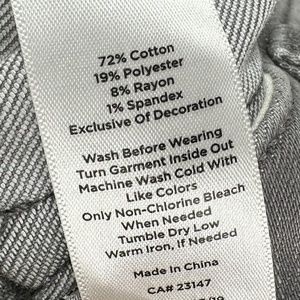 72% Cotton
19% Polyester
8% Rayon
1% Spandex
Exclusive Of Decoration
Wash Before Wearing
Turn Garment Inside Out
Machine Wash Cold With
Like Colors
Only Non-Chlorine Bleach
When Needed
Tumble Dry Low
Warm Iron, If Needed
Made In China
CA# 23147